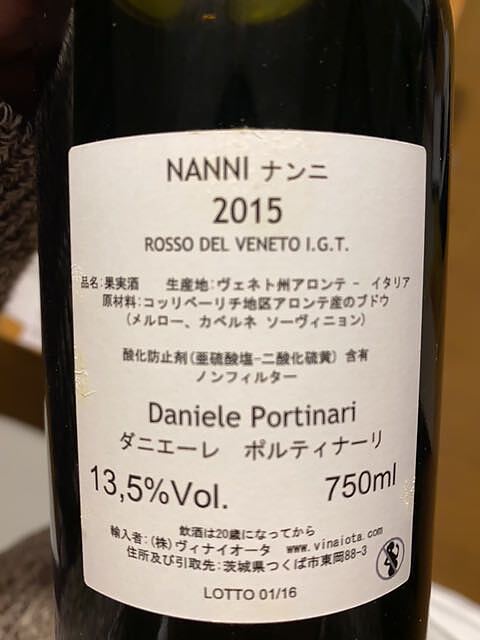 NANNI ナンニ
2015
ROSSO DEL VENETO I.G.T.
品名:果実酒　生産地:ヴェネト州アロンテ - イタリア
原材料:コッリベーリチ地区アロンテ産のブドウ
(メルロー、カベルネ ソーヴィニョン)
酸化防止剤(亜硫酸塩-二酸化硫黄) 含有
ノンフィルター
Daniele Portinari
ダニエーレ　ポルティナーリ
13,5%Vol.　750ml
飲酒は20歳になってから
輸入者:(株)ヴィナイオータ　www.vinaiota.com
住所及び引取先:茨城県つくば市東岡88-3
LOTTO 01/16